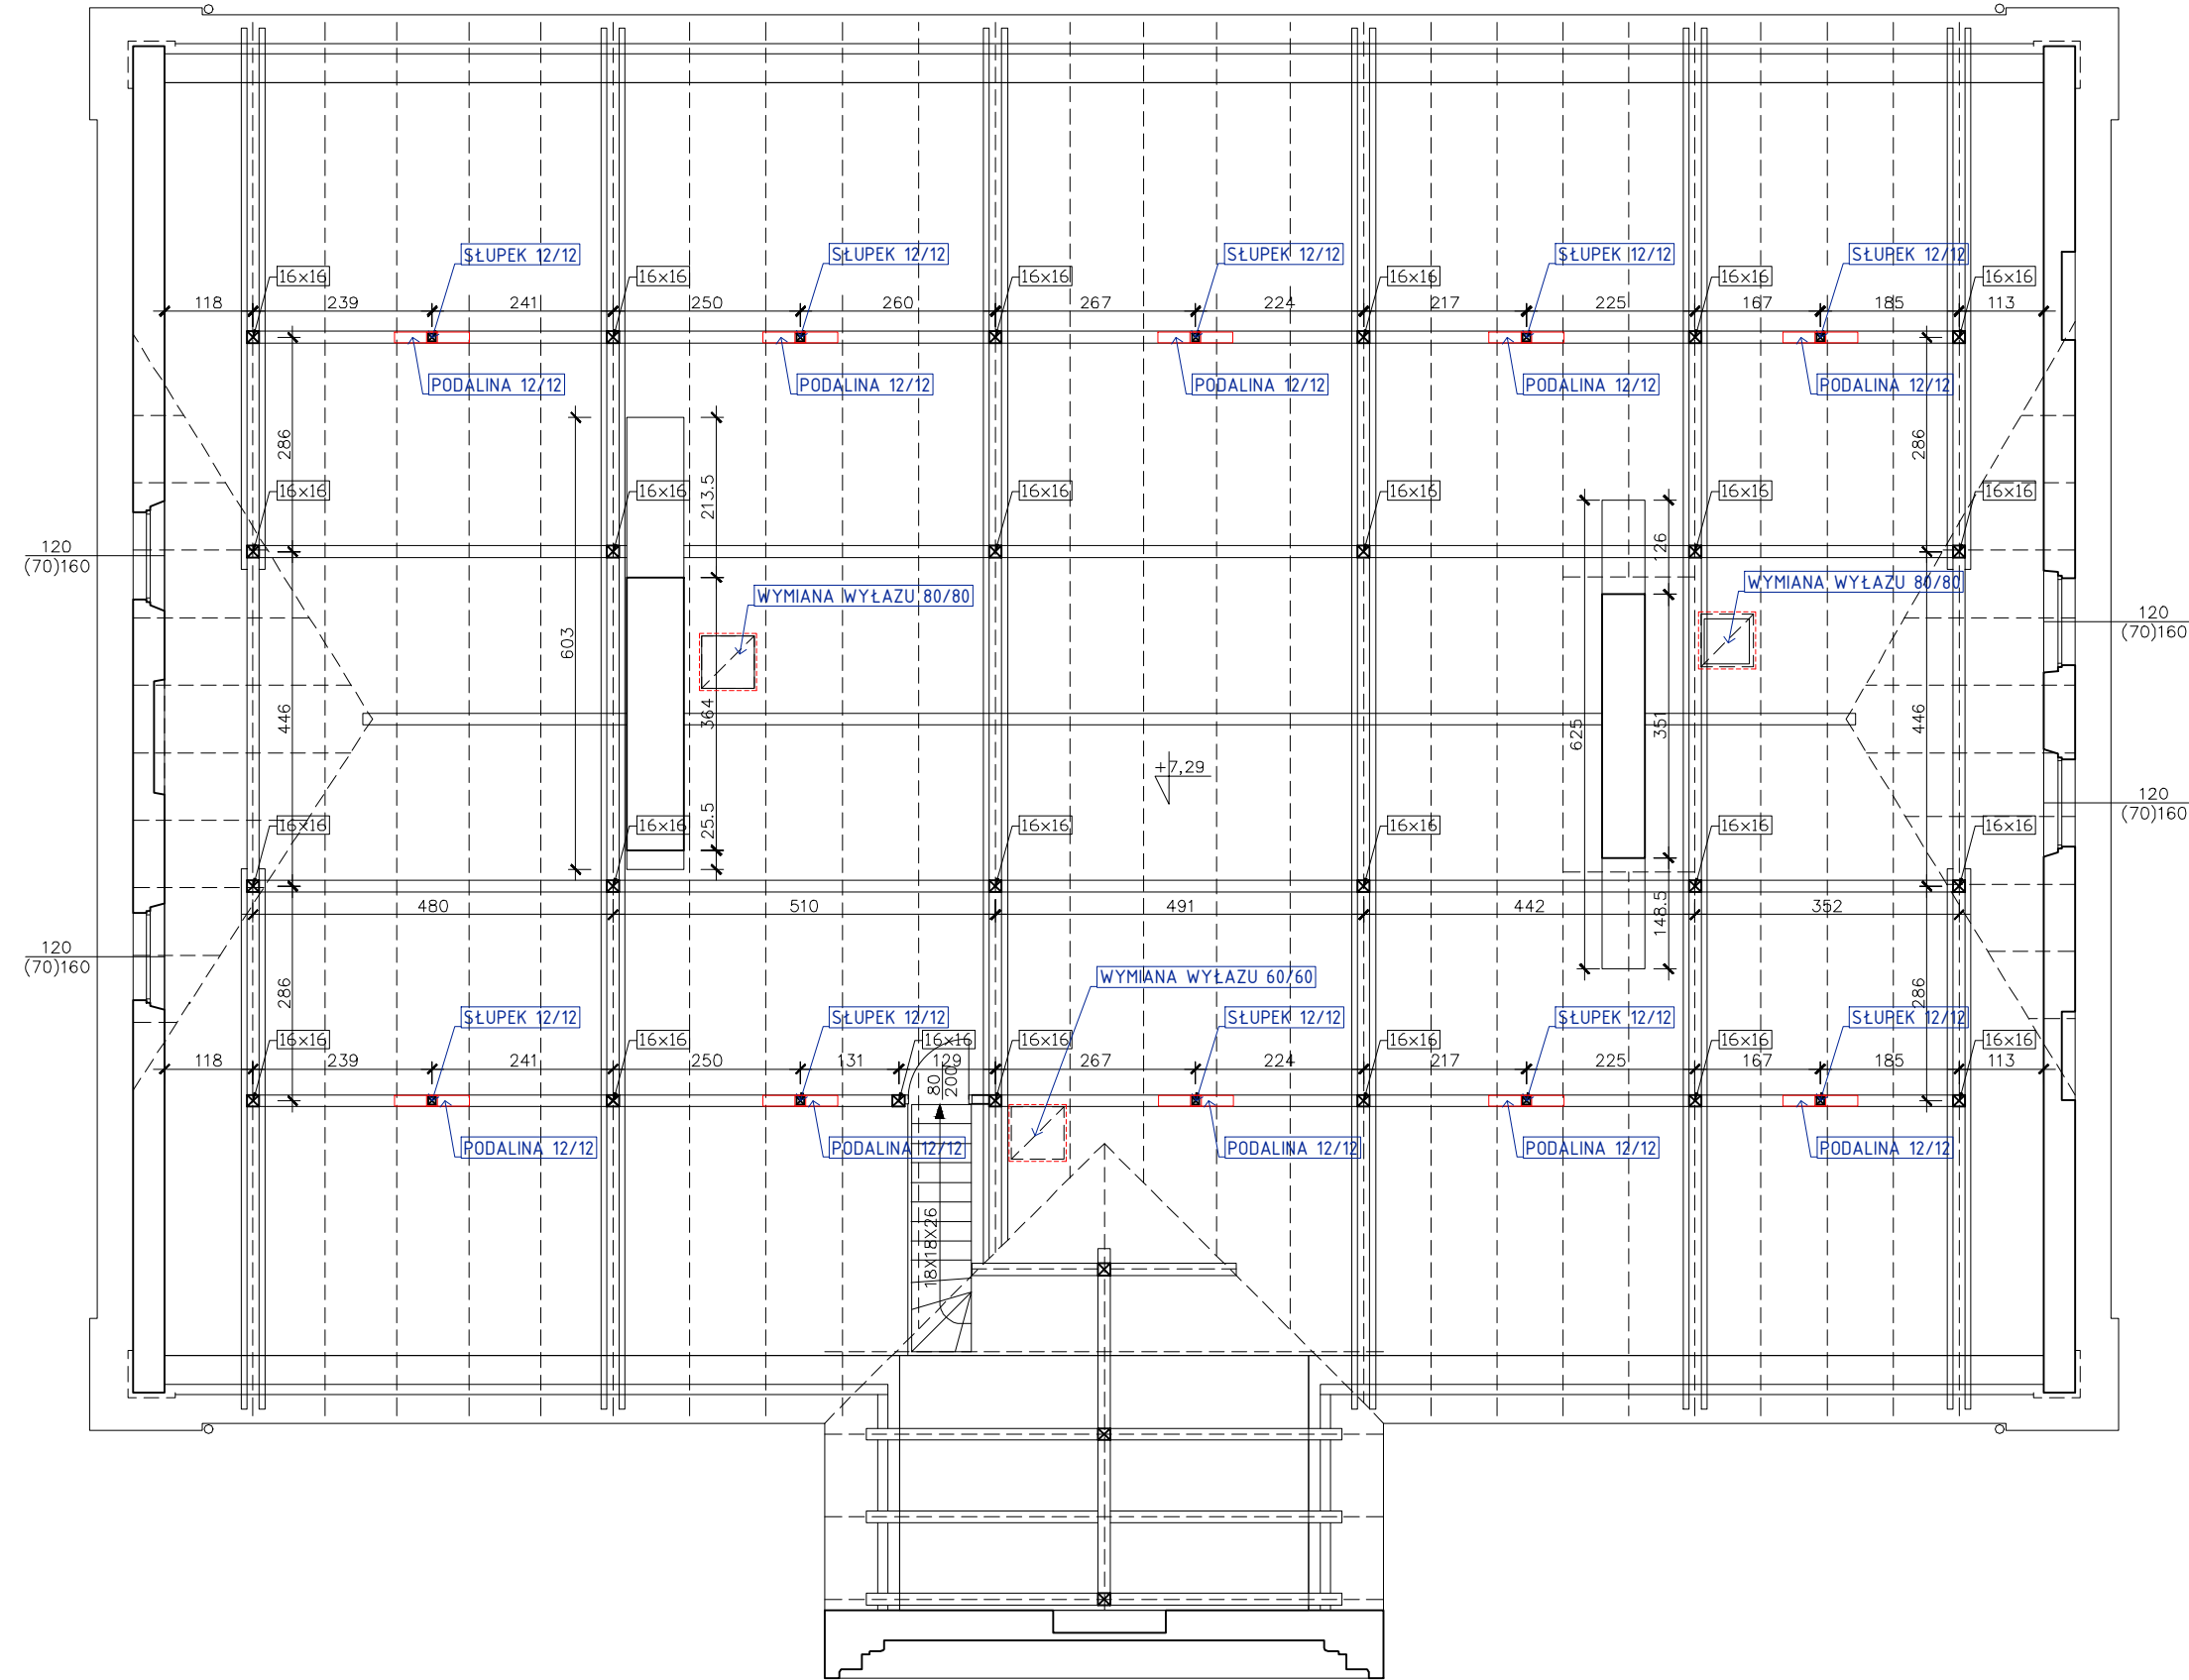 SŁUPEK 12/12
SŁUPEK 12/12
SŁUPEK 12/12
SŁUPEK 12/12
SŁUPEK 12/12
16x16
16x16
16x16
16x16
16x16
16x16
118
239
241
250
260
267
224
217
225
167
185
113
PODALINA 12/12
PODALINA 12/12
PODALINA 12/12
PODALINA 12/12
PODALINA 12/12
286
213.5
286
16x16
16x16
16x16
16x16
16x16
16x16
120
(70)160
126
WYMIANA WYŁAZU 80/80
WYMIANA WYŁAZU 80/80
120
(70)160
603
446
364
625
351
446
+7,29
120
(70)160
25.5
16x16
16x16
16x16
16x16
16x16
16x16
480
510
491
442
352
148.5
120
(70)160
WYMIANA WYŁAZU 60/60
286
286
SŁUPEK 12/12
SŁUPEK 12/12
SŁUPEK 12/12
SŁUPEK 12/12
SŁUPEK 12/12
16x16
16x16
16x16
16x16
16x16
16x16
16x16
118
239
241
250
131
129
267
224
217
225
167
185
113
80
200
PODALINA 12/12
PODALINA 12/12
PODALINA 12/12
PODALINA 12/12
PODALINA 12/12
18X18X26